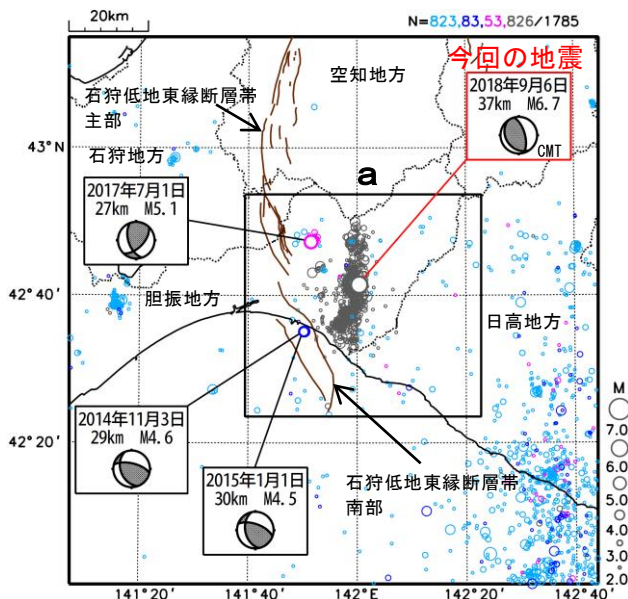 20km
N=823,83,53,826/1785
今回の地震
2018年9月6日
37km M6.7
CMT
空知地方
石狩低地東縁断層帯
主部
43°N
石狩地方
a
2017年7月1日
27km M5.1
42°40′
胆振地方
日高地方
2014年11月3日
29km M4.6
42°20′
2015年1月1日
30km M4.5
石狩低地東縁断層帯
南部
M
7.0
6.0
5.0
4.0
3.0
2.0
141°20′
141°40′
142°E
142°20′
142°40′